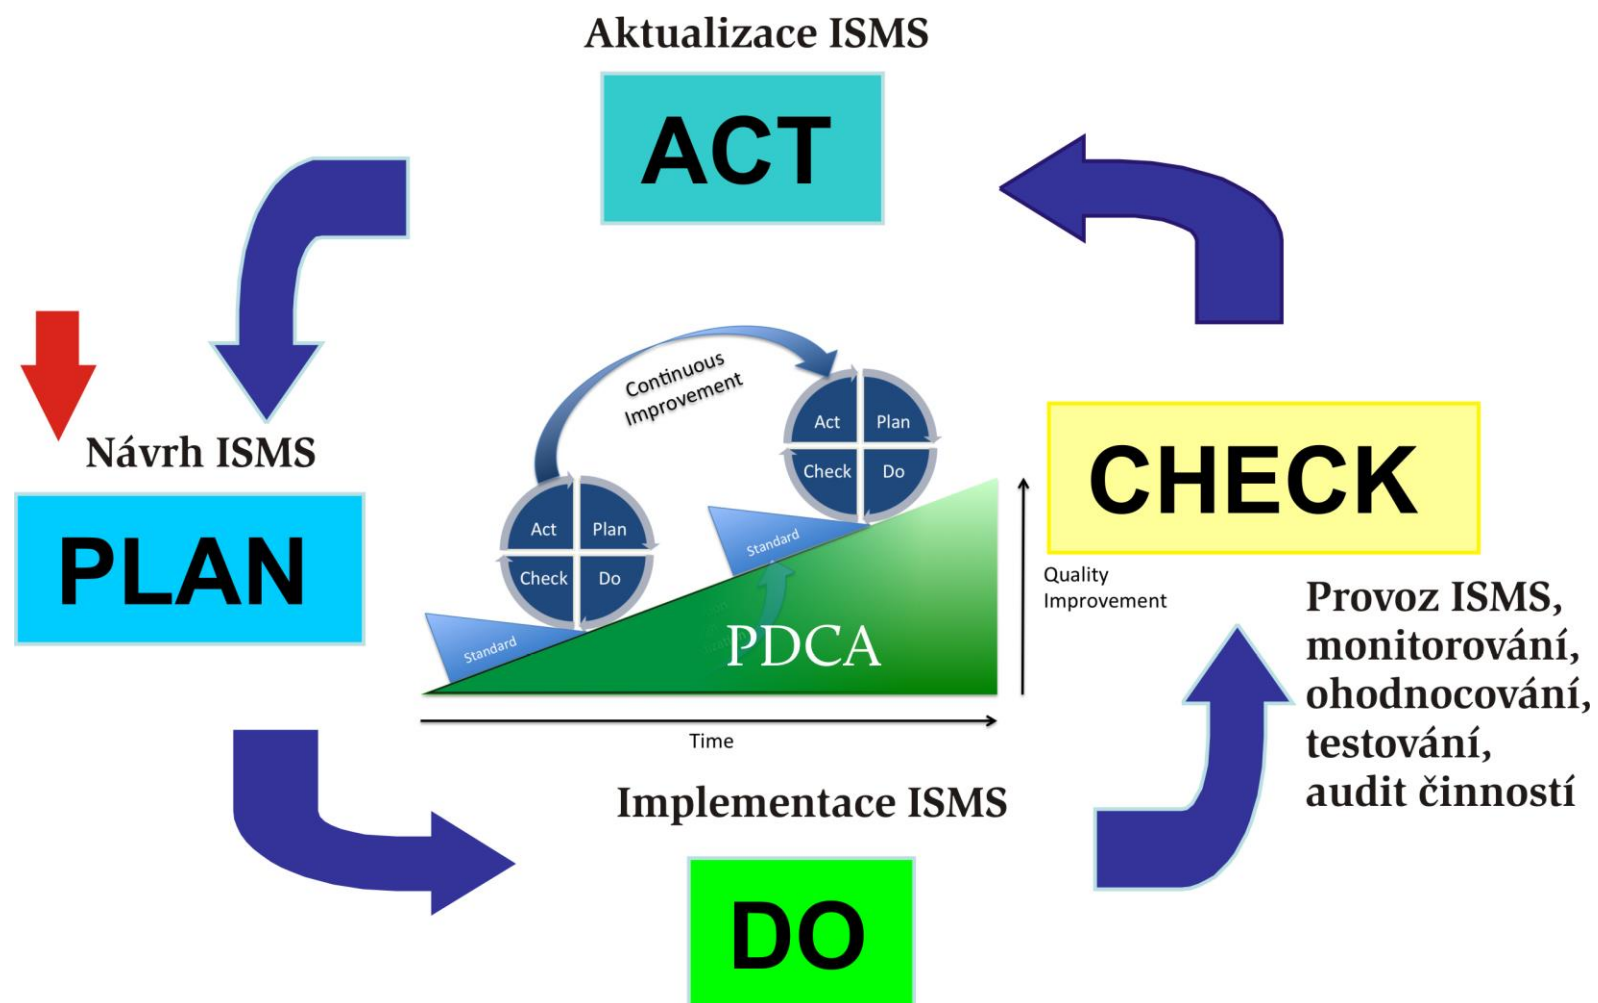 Aktualizace ISMS
ACT
Návrh ISMS
PLAN
Continuous
Improvement
Act
Plan
Check
Do
Standard
Act
Plan
Check
Do
Standard
PDCA
Time
Quality
Improvement
CHECK
Provoz ISMS,
monitorování,
ohodnocování,
testování,
audit činností
Implementace ISMS
DO